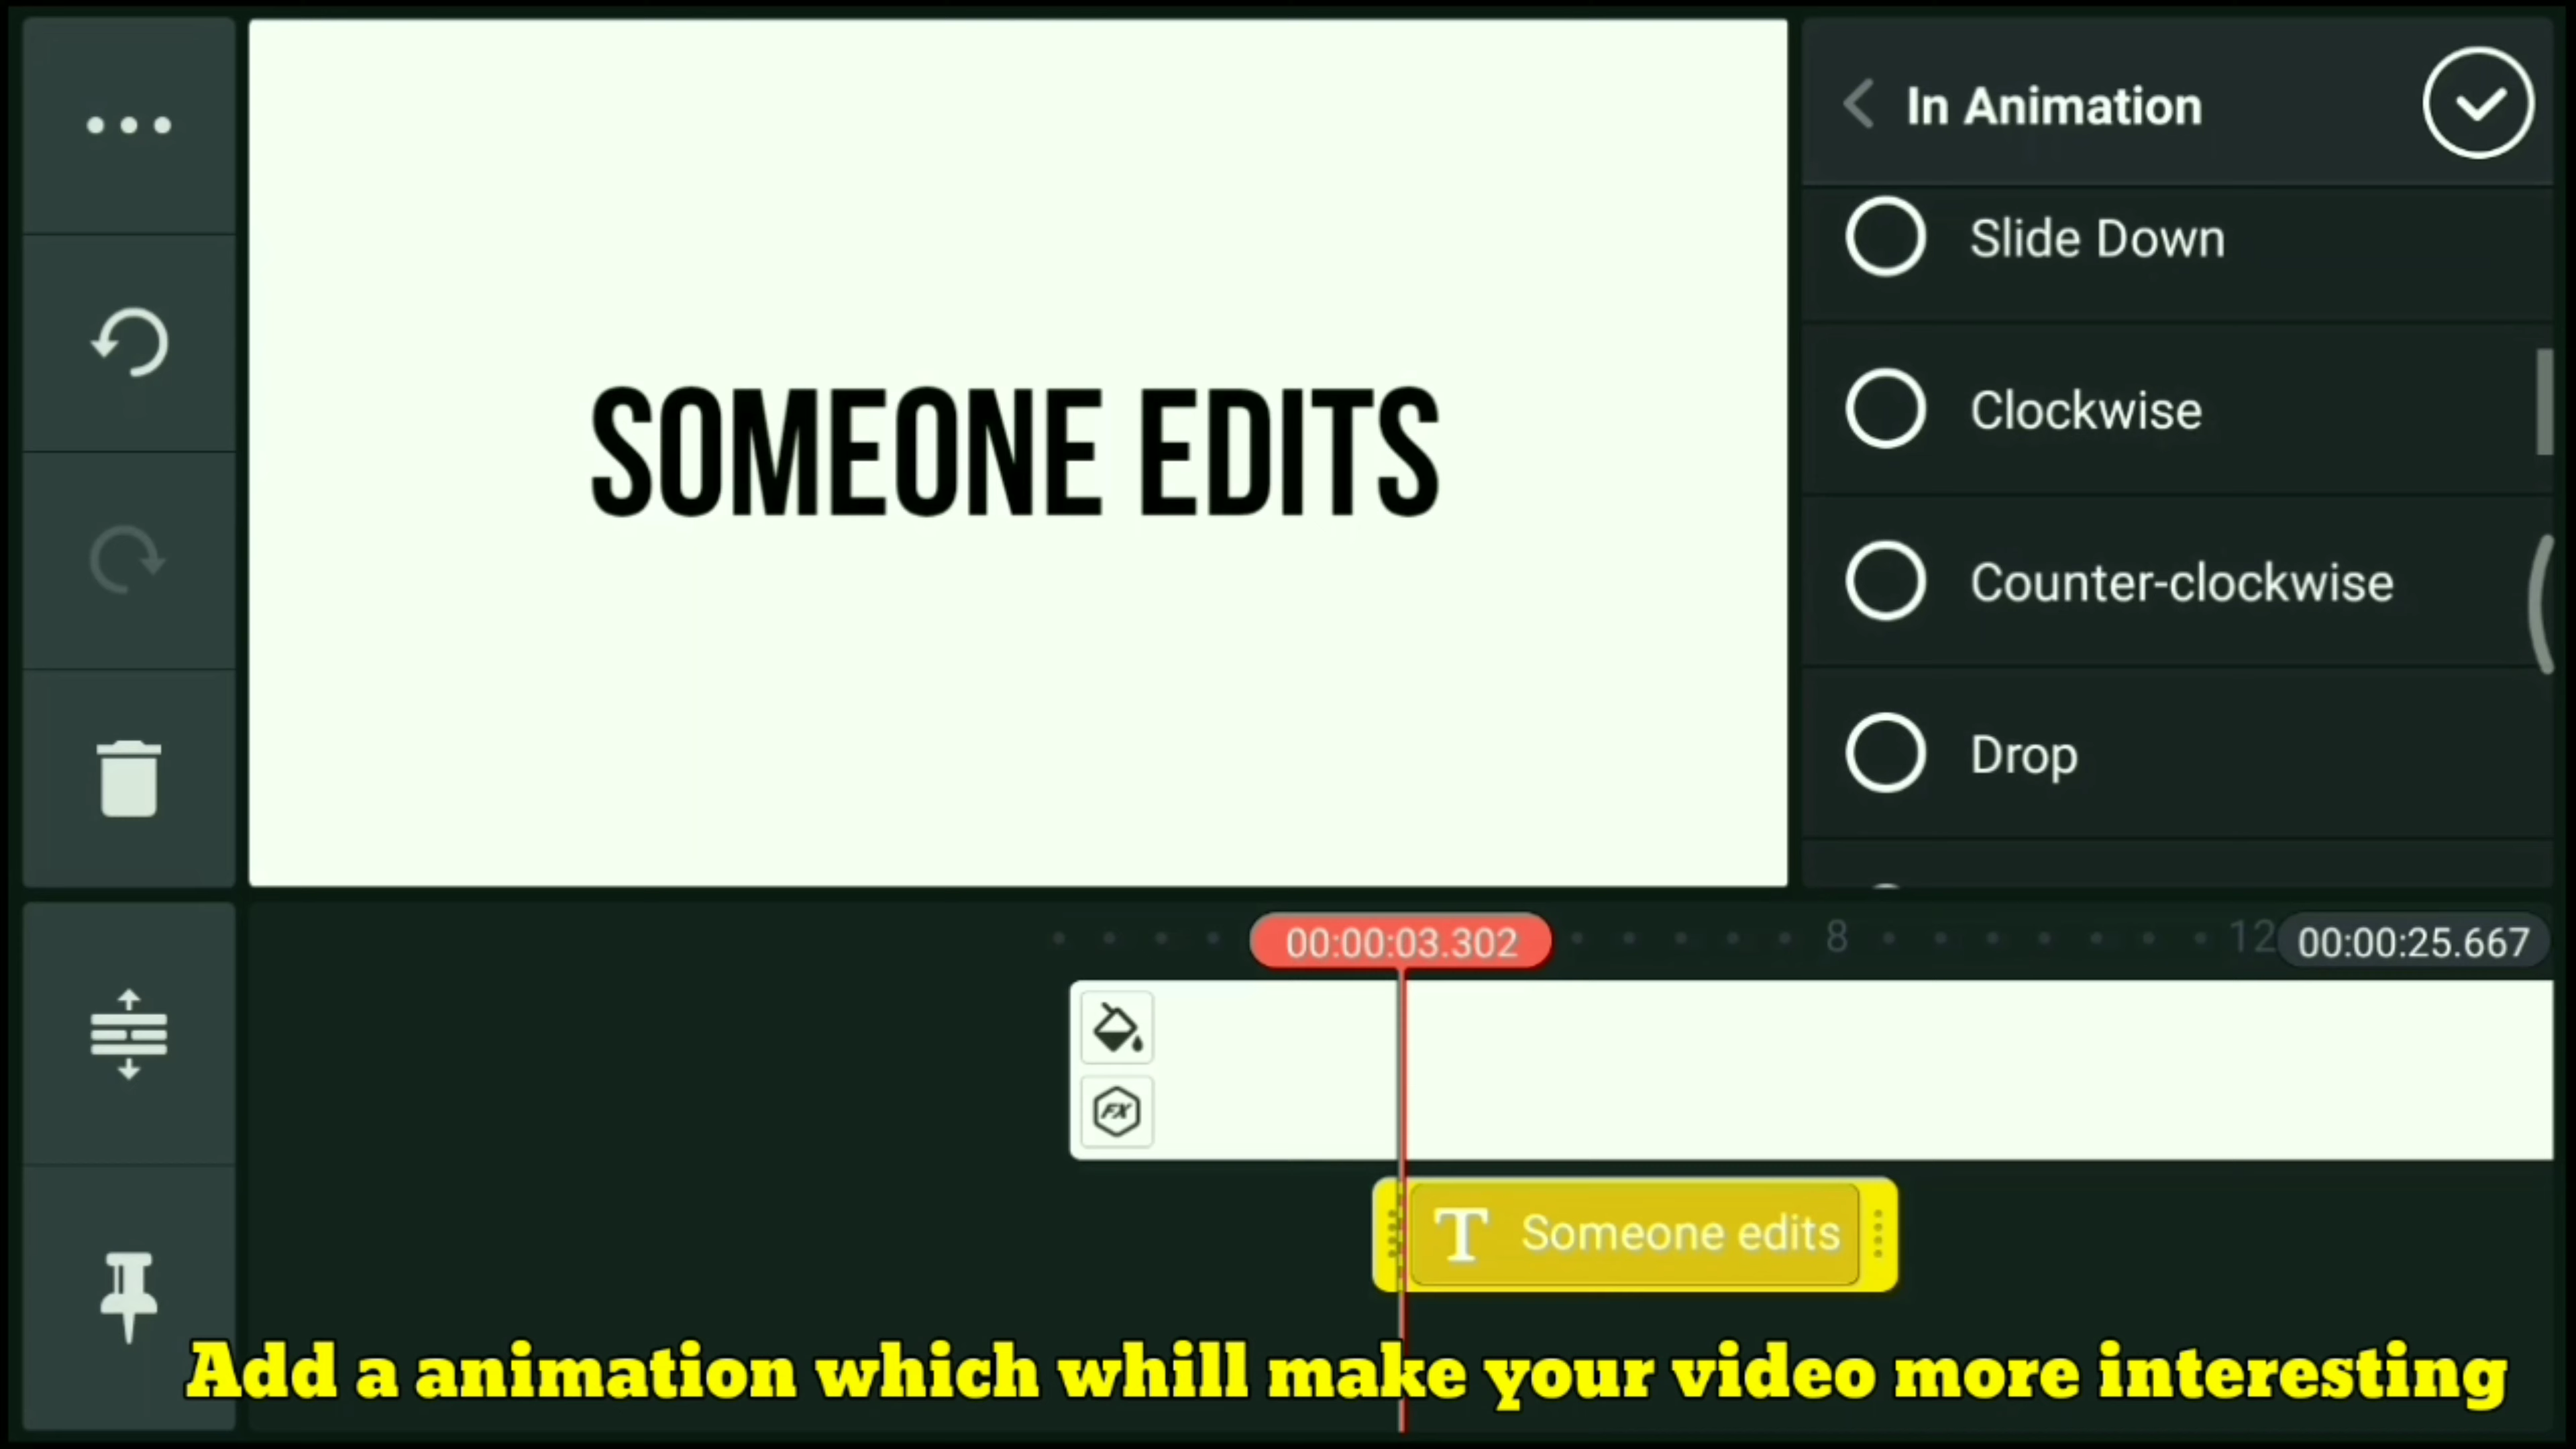 In Animation
Slide Down
Clockwise
Counter-clockwise
Drop
SOMEONE EDITS
00:00:03.302
8
12
00:00:25.667
FX
T Someone edits
Add a animation which whill make your video more interesting